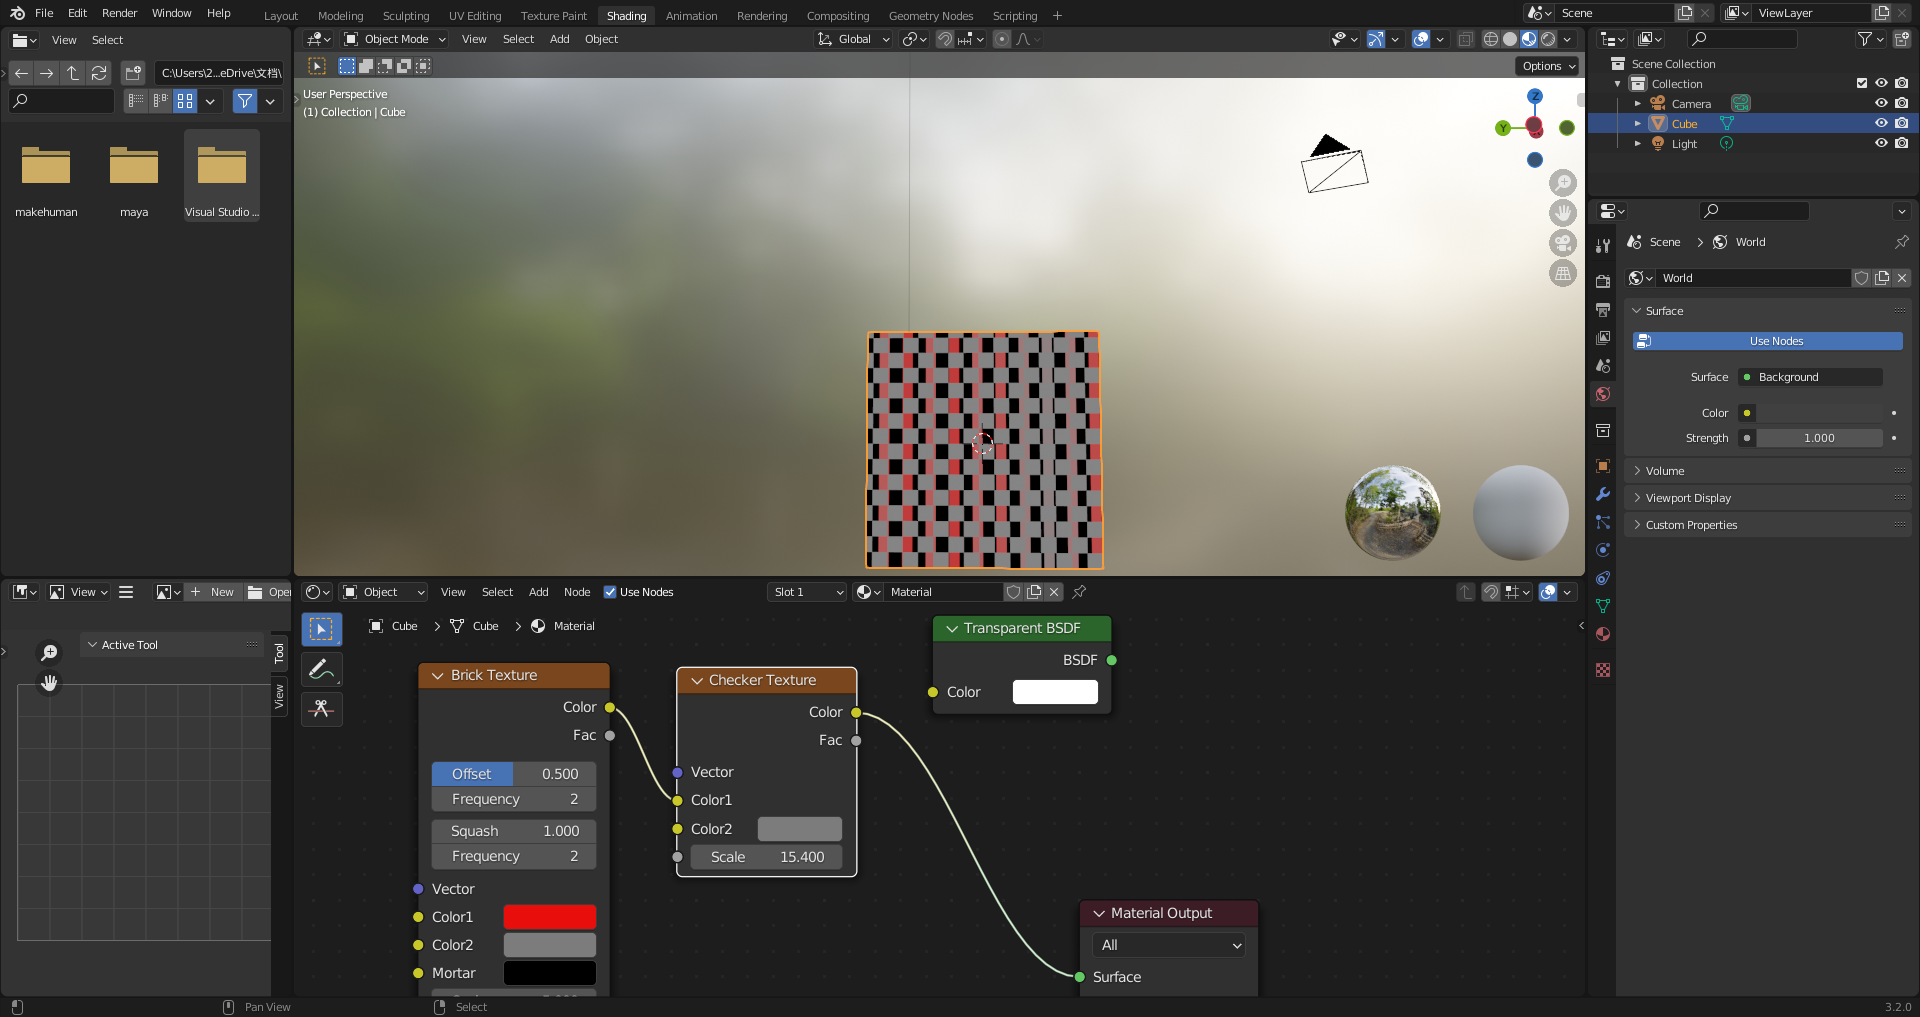 File Edit Render Window Help
Layout Modeling Sculpting UV Editing Texture Paint Shading Animation Rendering Compositing Geometry Nodes Scripting
Scene
ViewLayer
View Select
Object Mode View Select Add Object
Global
C:\Users\2...eDrive\文档\
Options
User Perspective
(1) Collection | Cube
makehuman maya Visual Studio ...
Z
Y
Scene Collection
Collection
Camera
Cube
Light
Scene World
World
Surface
Use Nodes
Surface Background
Color
Strength 1.000
Volume
Viewport Display
Custom Properties
View
New Oper
Active Tool
Tool
View
Object View Select Add Node Use Nodes
Slot 1
Material
Cube Cube Material
Brick Texture
Color
Fac
Offset 0.500
Frequency 2
Squash 1.000
Frequency 2
Vector
Color1
Color2
Mortar
Checker Texture
Color
Fac
Vector
Color1
Color2
Scale 15.400
Transparent BSDF
BSDF
Color
Material Output
All
Surface
Pan View
Select
3.2.0